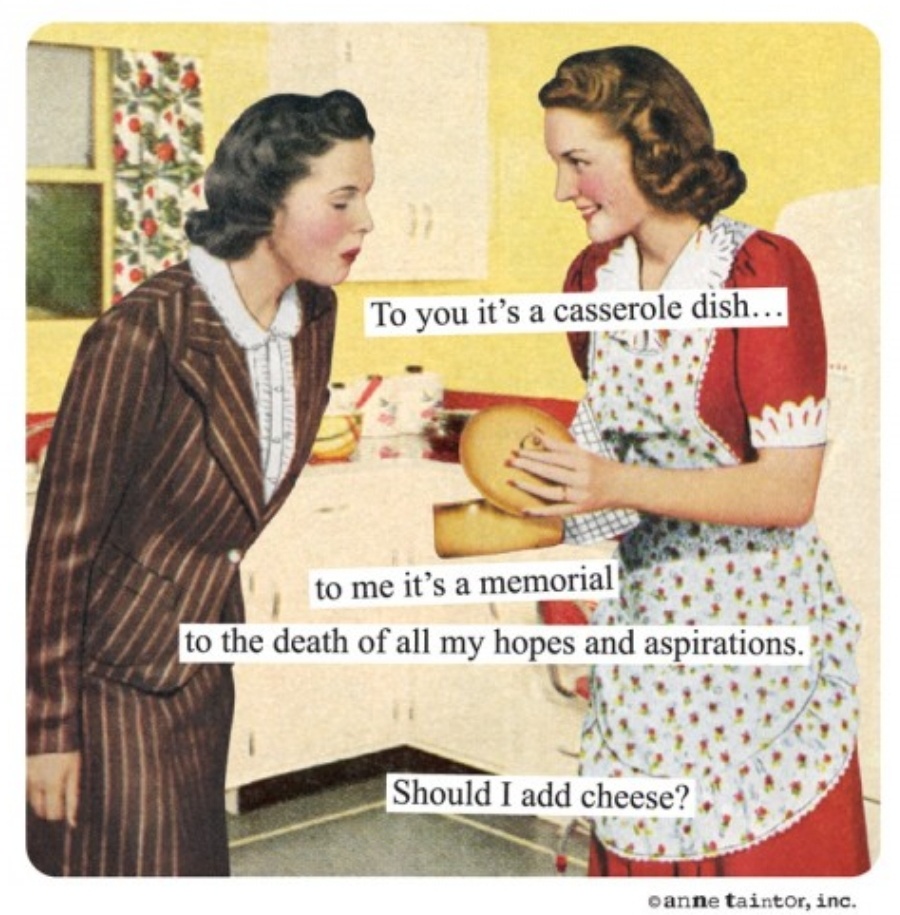 To you it's a casserole dish...
to me it's a memorial
to the death of all my hopes and aspirations.
Should I add cheese?
©anne taintor, inc.